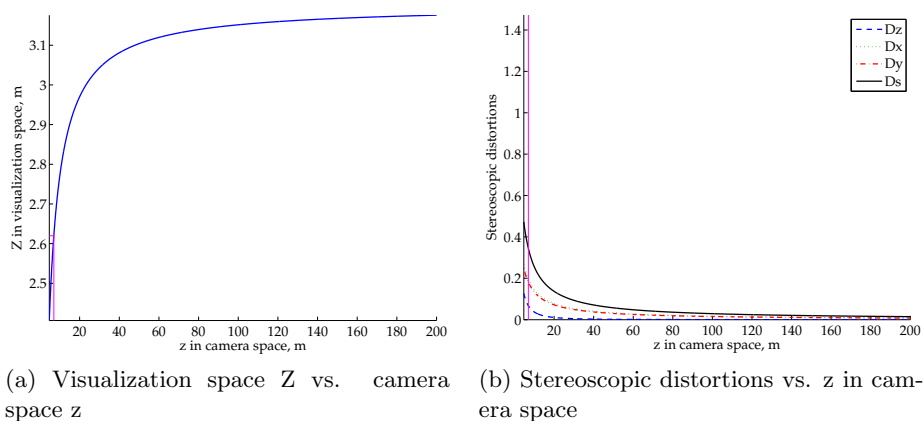 3.1
3
2.9
2.8
2.7
2.6
2.5
Z in visualization space, m
20 40 60 80 100 120 140 160 180 200
z in camera space, m
1.4
1.2
1
0.8
0.6
0.4
0.2
0
Stereoscopic distortions
Dz
Dx
Dy
Ds
20 40 60 80 100 120 140 160 180 200
z in camera space, m
(a) Visualization space Z vs. camera
space z
(b) Stereoscopic distortions vs. z in cam-
era space